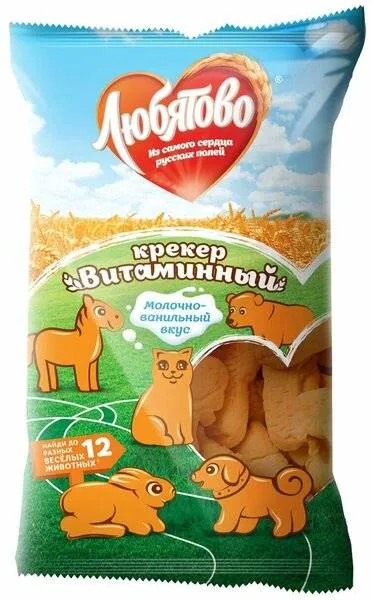 Любятово
®
Из самого сердца
русских полей
крекер
Витаминный
Молочно-
ванильный
вкус
НАЙДИ ДО
12
РАЗНЫХ
ВЕСЁЛЫХ
ЖИВОТНЫХ